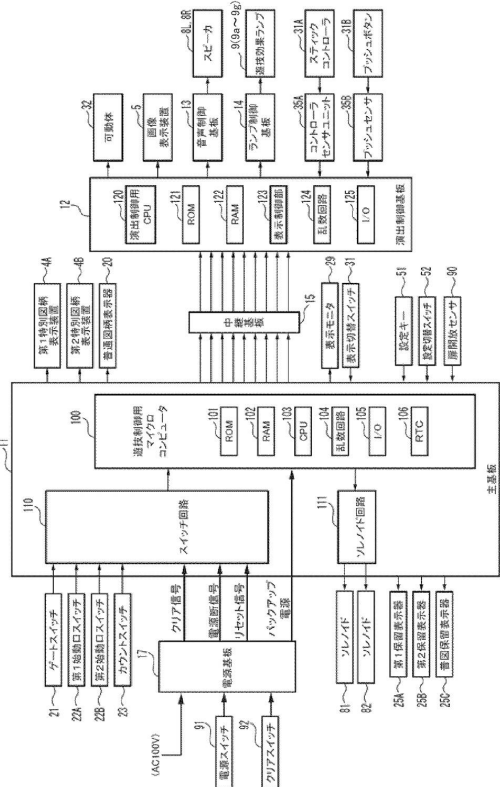 11
4A
第1特別図柄
表示装置
4B
第2特別図柄
表示装置
20
普通図柄表示器
32
可動体
5
画像
表示装置
13
音声制御
基板
8L,8R
スピーカ
14
ランプ制御
基板
9(9a～9g)
遊技効果ランプ
35A
コントローラ
センサユニット
31A
スティック
コントローラ
35B
プッシュセンサ
31B
プッシュボタン
12
120
演出制御用
CPU
121
ROM
122
RAM
123
表示制御部
124
乱数回路
125
I/O
演出制御基板
15
中継
基板
29
表示モニタ
31
表示切替スイッチ
51
設定キー
52
設定切替スイッチ
90
扉開放センサ
100
遊技制御用
マイクロ
コンピュータ
101
ROM
102
RAM
103
CPU
104
乱数回路
105
I/O
106
RTC
主基板
110
スイッチ回路
111
ソレノイド回路
ゲートスイッチ
21
第1始動口スイッチ
22A
第2始動口スイッチ
22B
カウントスイッチ
23
クリア信号
電源断信号
リセット信号
バックアップ
電源
17
電源基板
(AC100V)
91
電源スイッチ
92
クリアスイッチ
ソレノイド
81
ソレノイド
82
第1保留表示器
25A
第2保留表示器
25B
普図保留表示器
25C